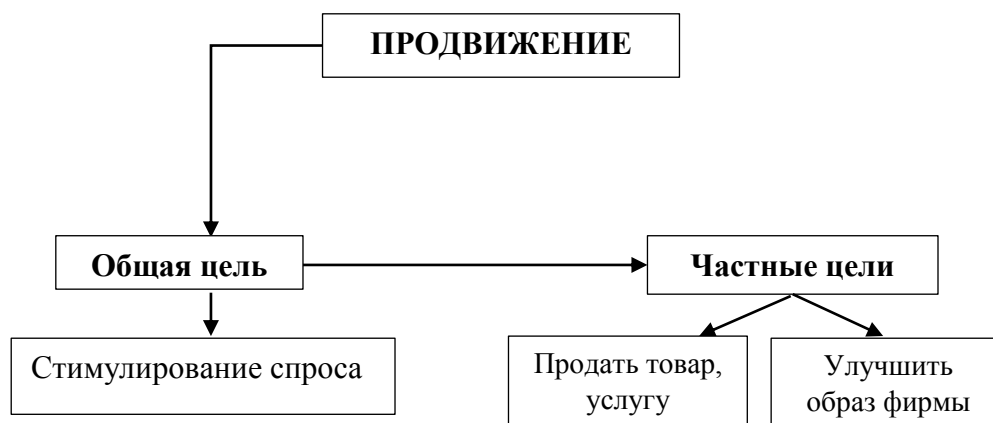 ПРОДВИЖЕНИЕ
Общая цель
Частные цели
Стимулирование спроса
Продать товар,
услугу
Улучшить
образ фирмы